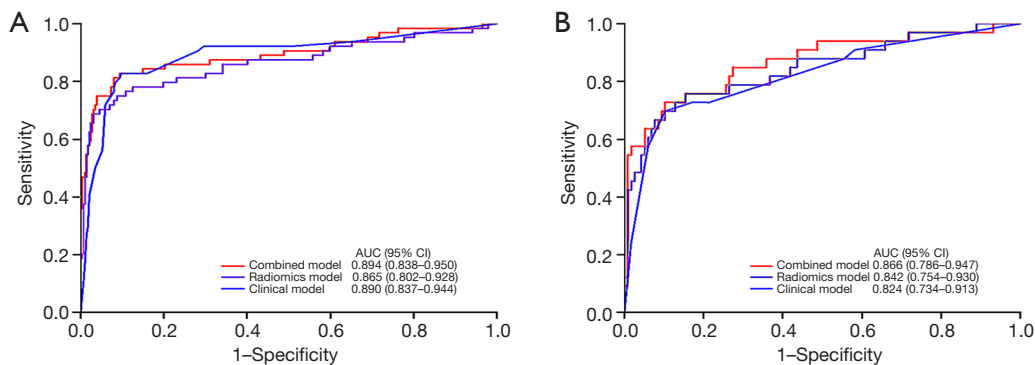 A
1.0
0.8
0.6
0.4
0.2
0.0
Sensitivity
AUC (95% CI)
Combined model 0.894 (0.838–0.950)
Radiomics model 0.865 (0.802–0.928)
Clinical model 0.890 (0.837–0.944)
0.0 0.2 0.4 0.6 0.8 1.0
1–Specificity
B
1.0
0.8
0.6
0.4
0.2
0.0
Sensitivity
AUC (95% CI)
Combined model 0.866 (0.786–0.947)
Radiomics model 0.842 (0.754–0.930)
Clinical model 0.824 (0.734–0.913)
0.0 0.2 0.4 0.6 0.8 1.0
1–Specificity